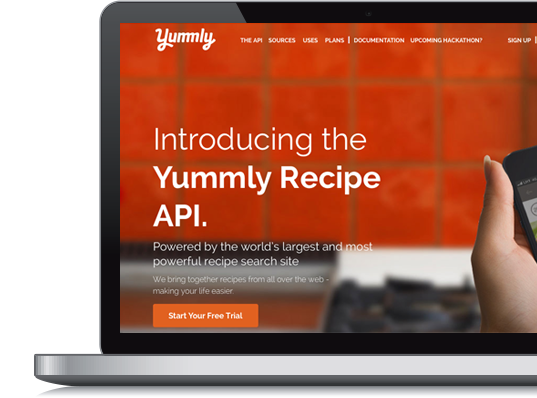 Yummly
THE API SOURCES USES PLANS | DOCUMENTATION UPCOMING HACKATHON? SIGN UP |
Introducing the
Yummly Recipe
API.
Powered by the world's largest and most
powerful recipe search site
We bring together recipes from all over the web -
making your life easier.
Start Your Free Trial